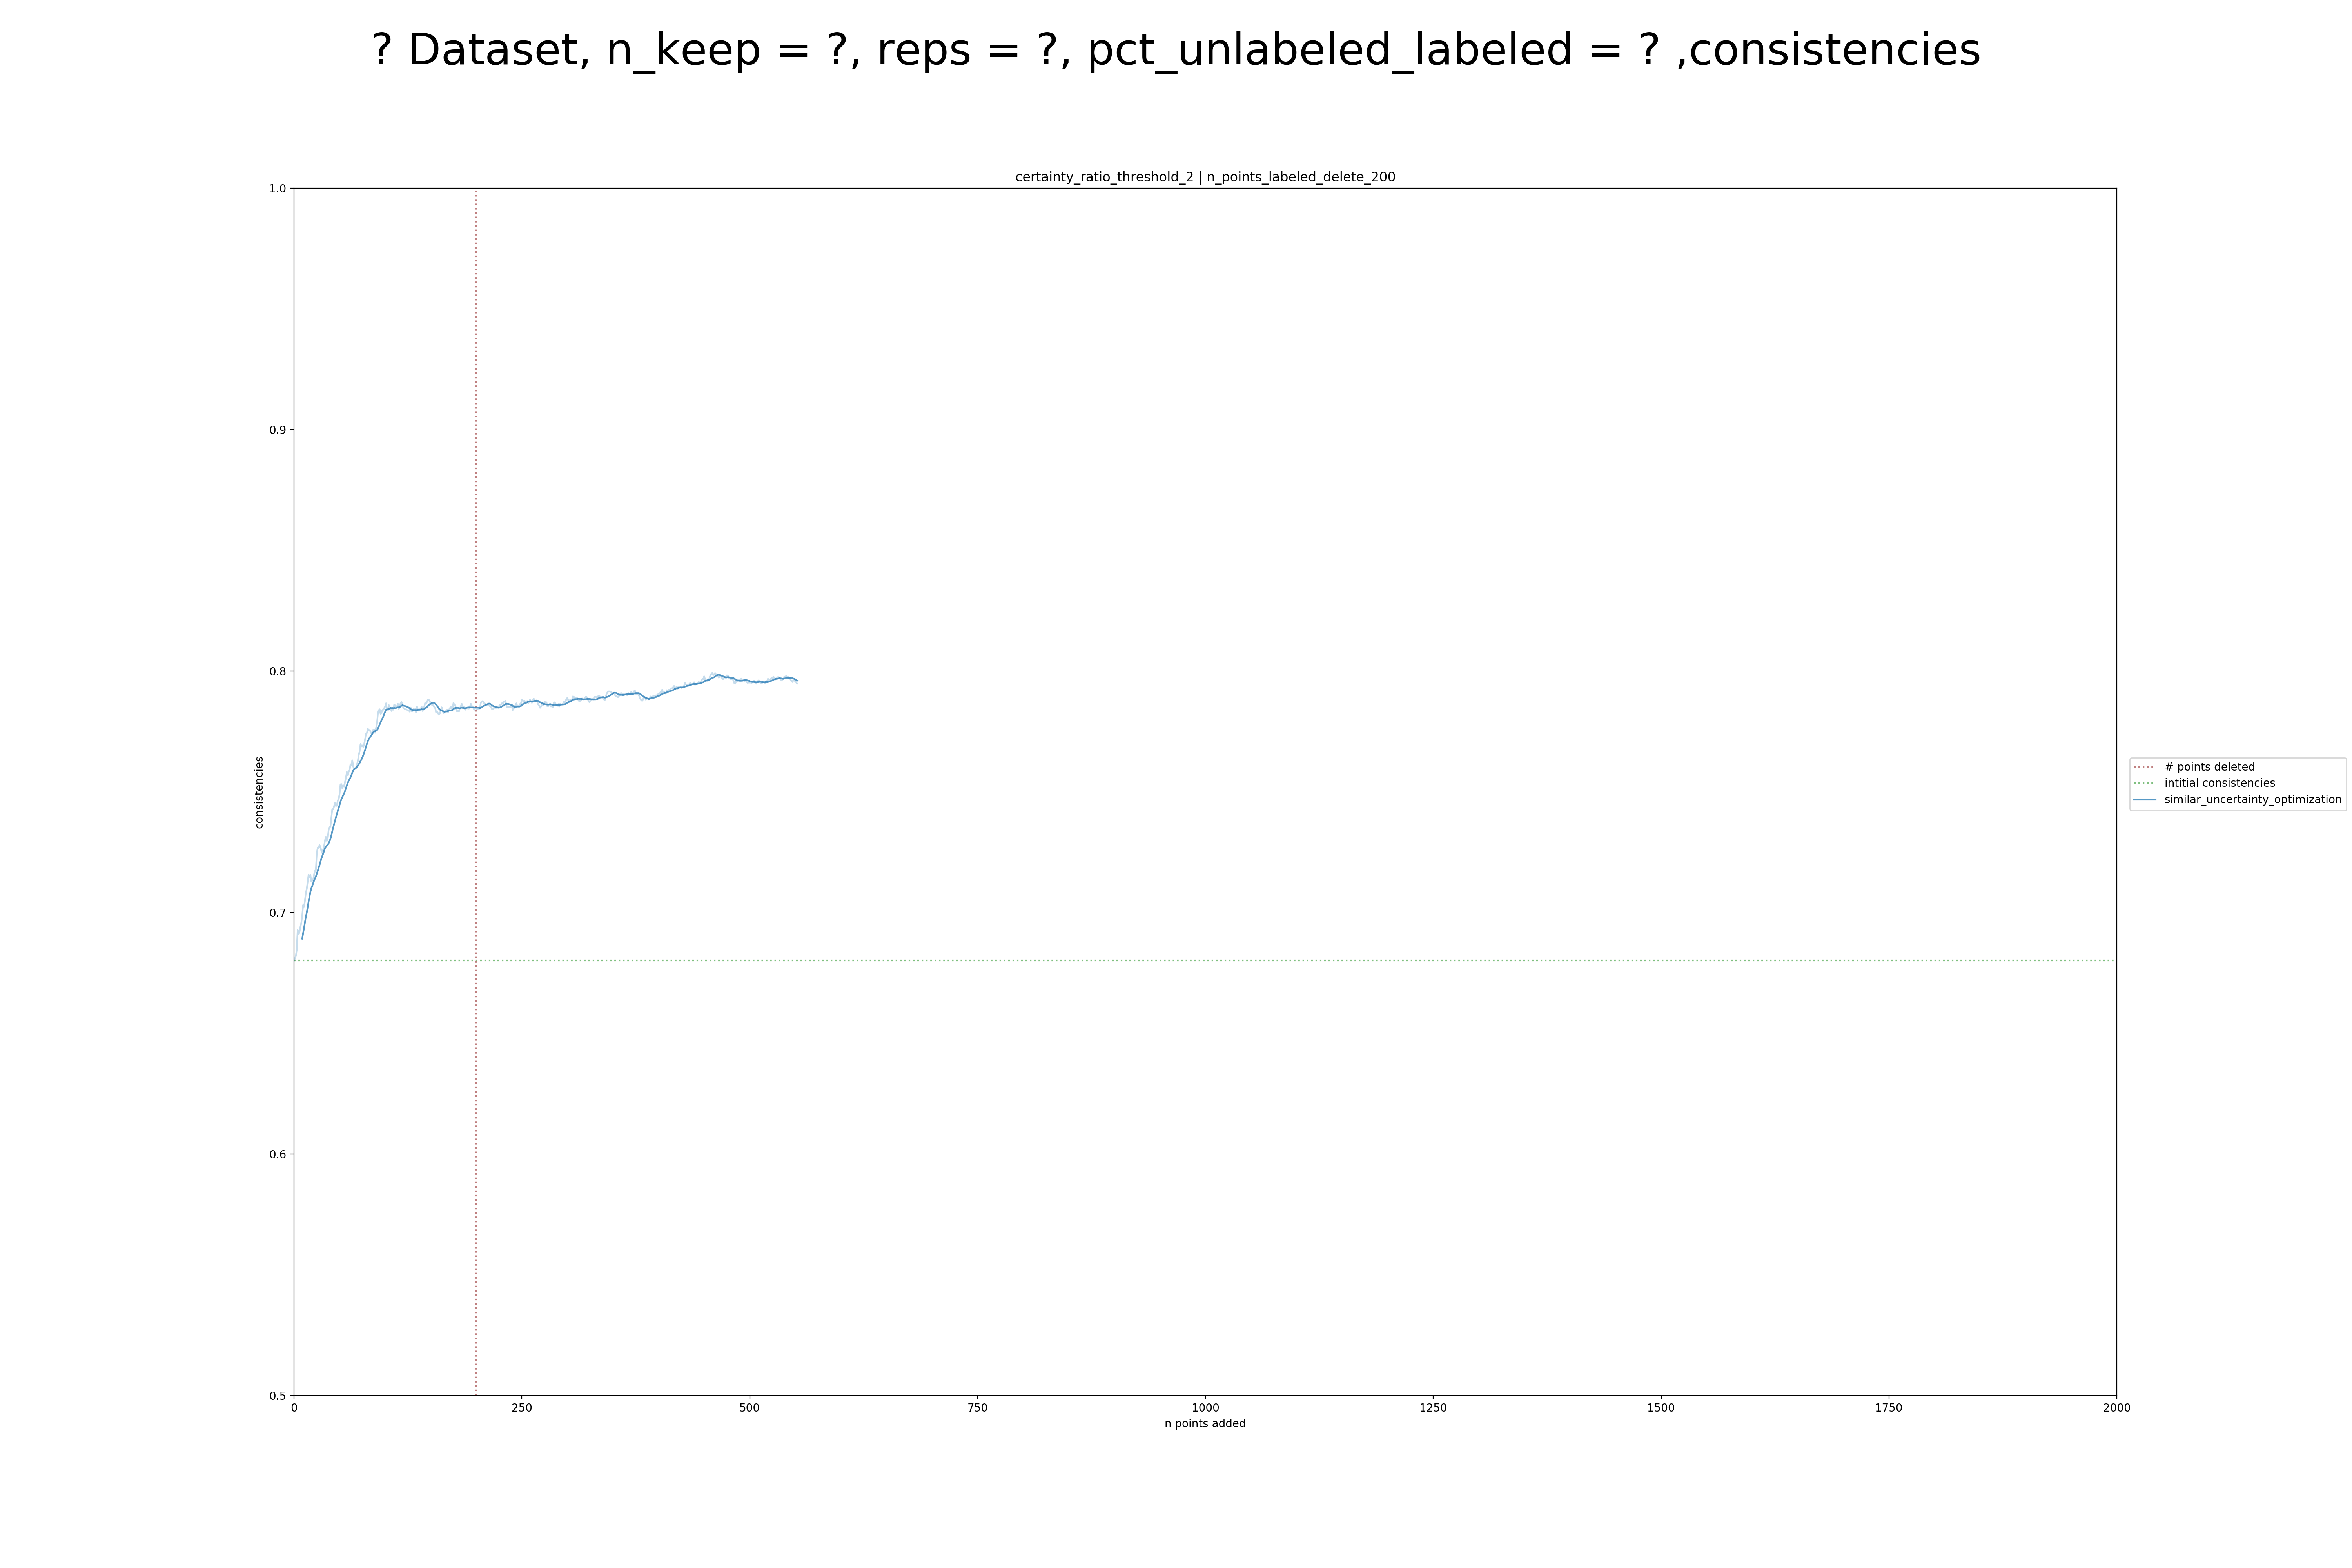 ? Dataset, n_keep = ?, reps = ?, pct_unlabeled_labeled = ? ,consistencies
certainty_ratio_threshold_2 | n_points_labeled_delete_200
1.0
0.9
0.8
0.7
0.6
0.5
consistencies
0 250 500 750 1000 1250 1500 1750 2000
n points added
# points deleted
intitial consistencies
similar_uncertainty_optimization